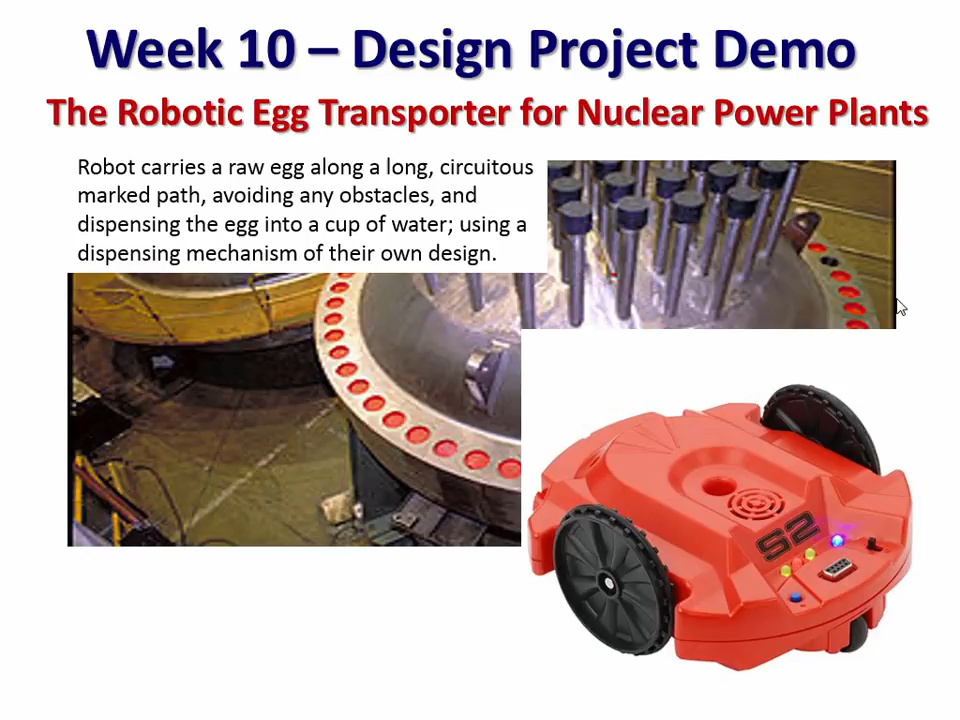 Week 10 – Design Project Demo
The Robotic Egg Transporter for Nuclear Power Plants
Robot carries a raw egg along a long, circuitous
marked path, avoiding any obstacles, and
dispensing the egg into a cup of water; using a
dispensing mechanism of their own design.
S2